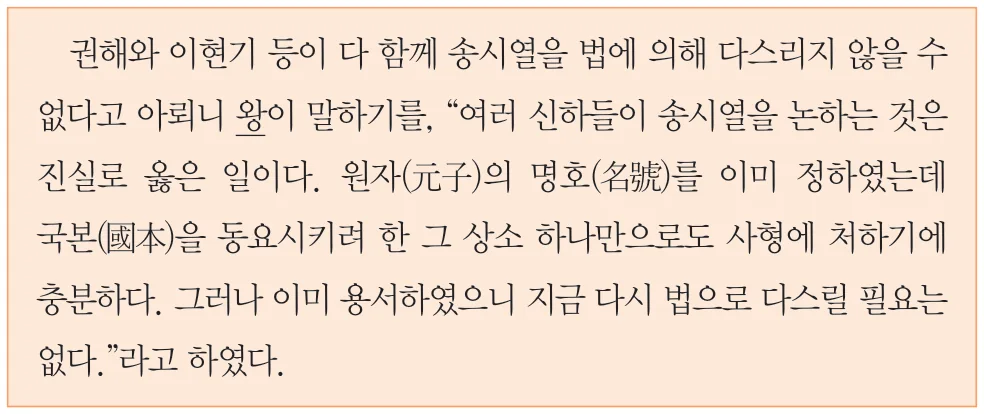 권해와 이현기 등이 다 함께 송시열을 법에 의해 다스리지 않을 수
없다고 아뢰니 왕이 말하기를, “여러 신하들이 송시열을 논하는 것은
진실로 옳은 일이다. 원자(元子)의 명호(名號)를 이미 정하였는데
국본(國本)을 동요시키려 한 그 상소 하나만으로도 사형에 처하기에
충분하다. 그러나 이미 용서하였으니 지금 다시 법으로 다스릴 필요는
없다.”라고 하였다.